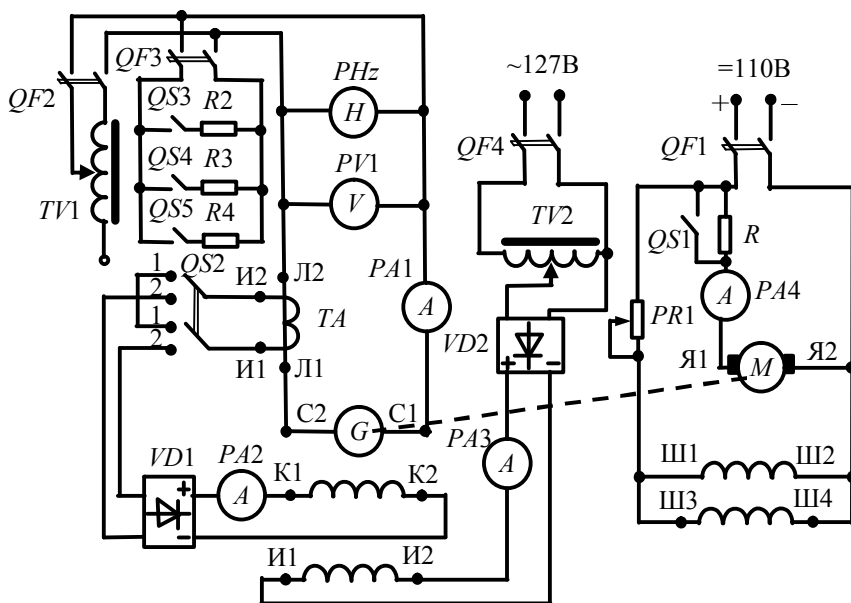 ~127В
=110В
+
–
QF3
PHz
QF2
QS3
R2
H
QF4
QF1
QS4
R3
PV1
QS5
R4
V
TV1
TV2
QS1
R
QS2
1
2
1
2
И2
Л2
TA
PA1
A
VD2
+
–
A
PA4
PR1
И1
Л1
Я1
M
Я2
C2
G
C1
PA3
A
VD1
PA2
A
+
–
К1
К2
Ш1
Ш2
Ш3
Ш4
И1
И2